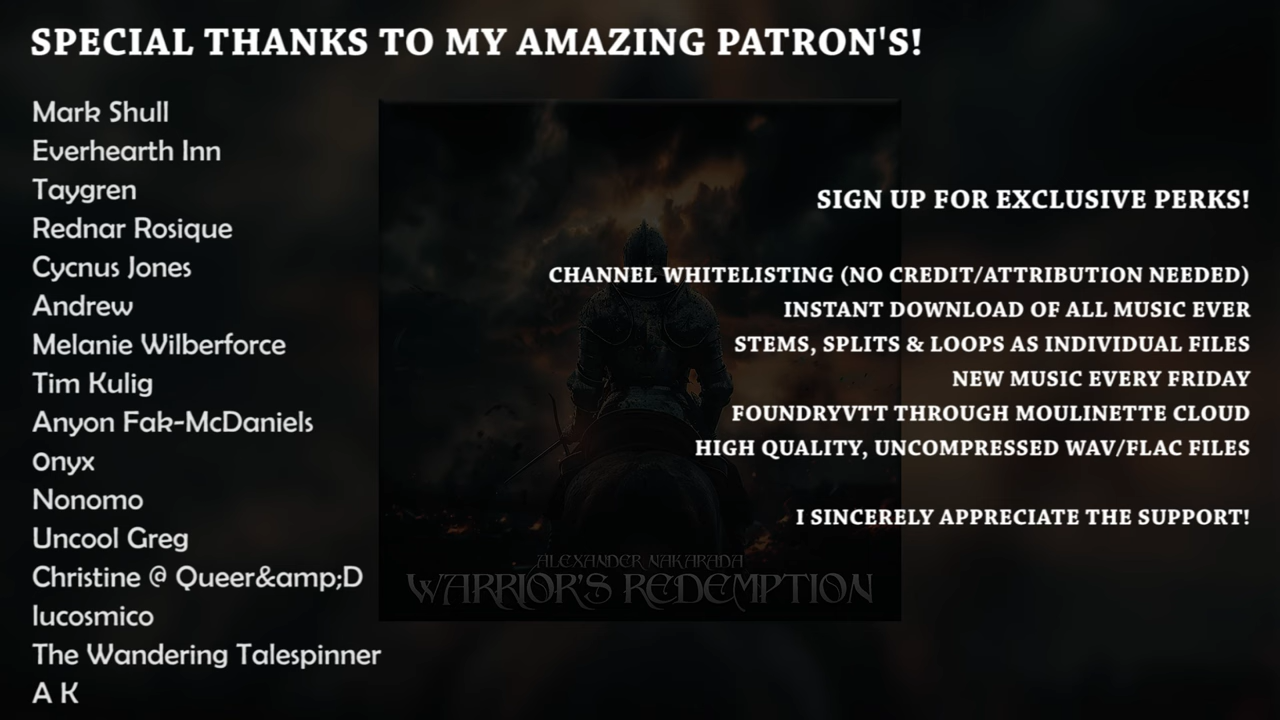 SPECIAL THANKS TO MY AMAZING PATRON'S!
Mark Shull
Everhearth Inn
Taygren
Rednar Rosique
Cycnus Jones
Andrew
Melanie Wilberforce
Tim Kulig
Anyon Fak-McDaniels
0nyx
Nonomo
Uncool Greg
Christine @ Queer&amp;D
lucosmico
The Wandering Talespinner
A K
SIGN UP FOR EXCLUSIVE PERKS!
CHANNEL WHITELISTING (NO CREDIT/ATTRIBUTION NEEDED)
INSTANT DOWNLOAD OF ALL MUSIC EVER
STEMS, SPLITS & LOOPS AS INDIVIDUAL FILES
NEW MUSIC EVERY FRIDAY
FOUNDRYVTT THROUGH MOULINETTE CLOUD
HIGH QUALITY, UNCOMPRESSED WAV/FLAC FILES
I SINCERELY APPRECIATE THE SUPPORT!
ALEXANDER NAKARADA
WARRIOR'S REDEMPTION